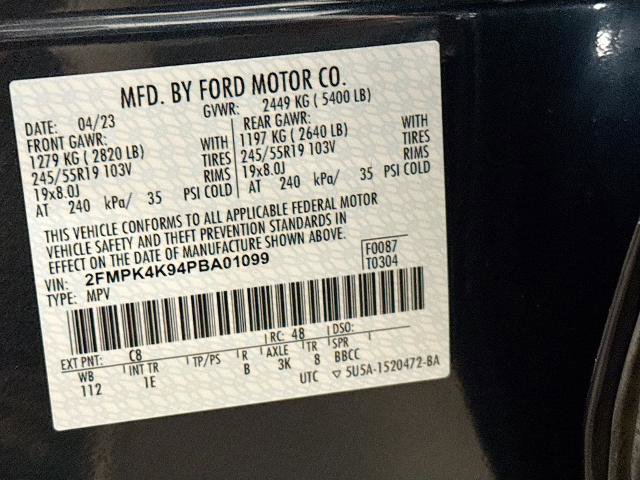 MFD. BY FORD MOTOR CO.
DATE: 04/23 GVWR: 2449 KG ( 5400 LB)
FRONT GAWR: WITH REAR GAWR: WITH
1279 KG ( 2820 LB) TIRES 1197 KG ( 2640 LB) TIRES
245/55R19 103V RIMS 245/55R19 103V RIMS
19x8.0J PSI COLD 19x8.0J PSI COLD
AT 240 kPa/ 35 AT 240 kPa/ 35
THIS VEHICLE CONFORMS TO ALL APPLICABLE FEDERAL MOTOR
VEHICLE SAFETY AND THEFT PREVENTION STANDARDS IN
EFFECT ON THE DATE OF MANUFACTURE SHOWN ABOVE.
VIN: 2FMPK4K94PBA01099 F0087
TYPE: MPV T0304
EXT PNT: C8 RC: 48 DSO:
WB INT TR TP/PS R AXLE TR SPR
112 1E B 3K 8 BBCC
UTC ▽ 5U5A-1520472-BA